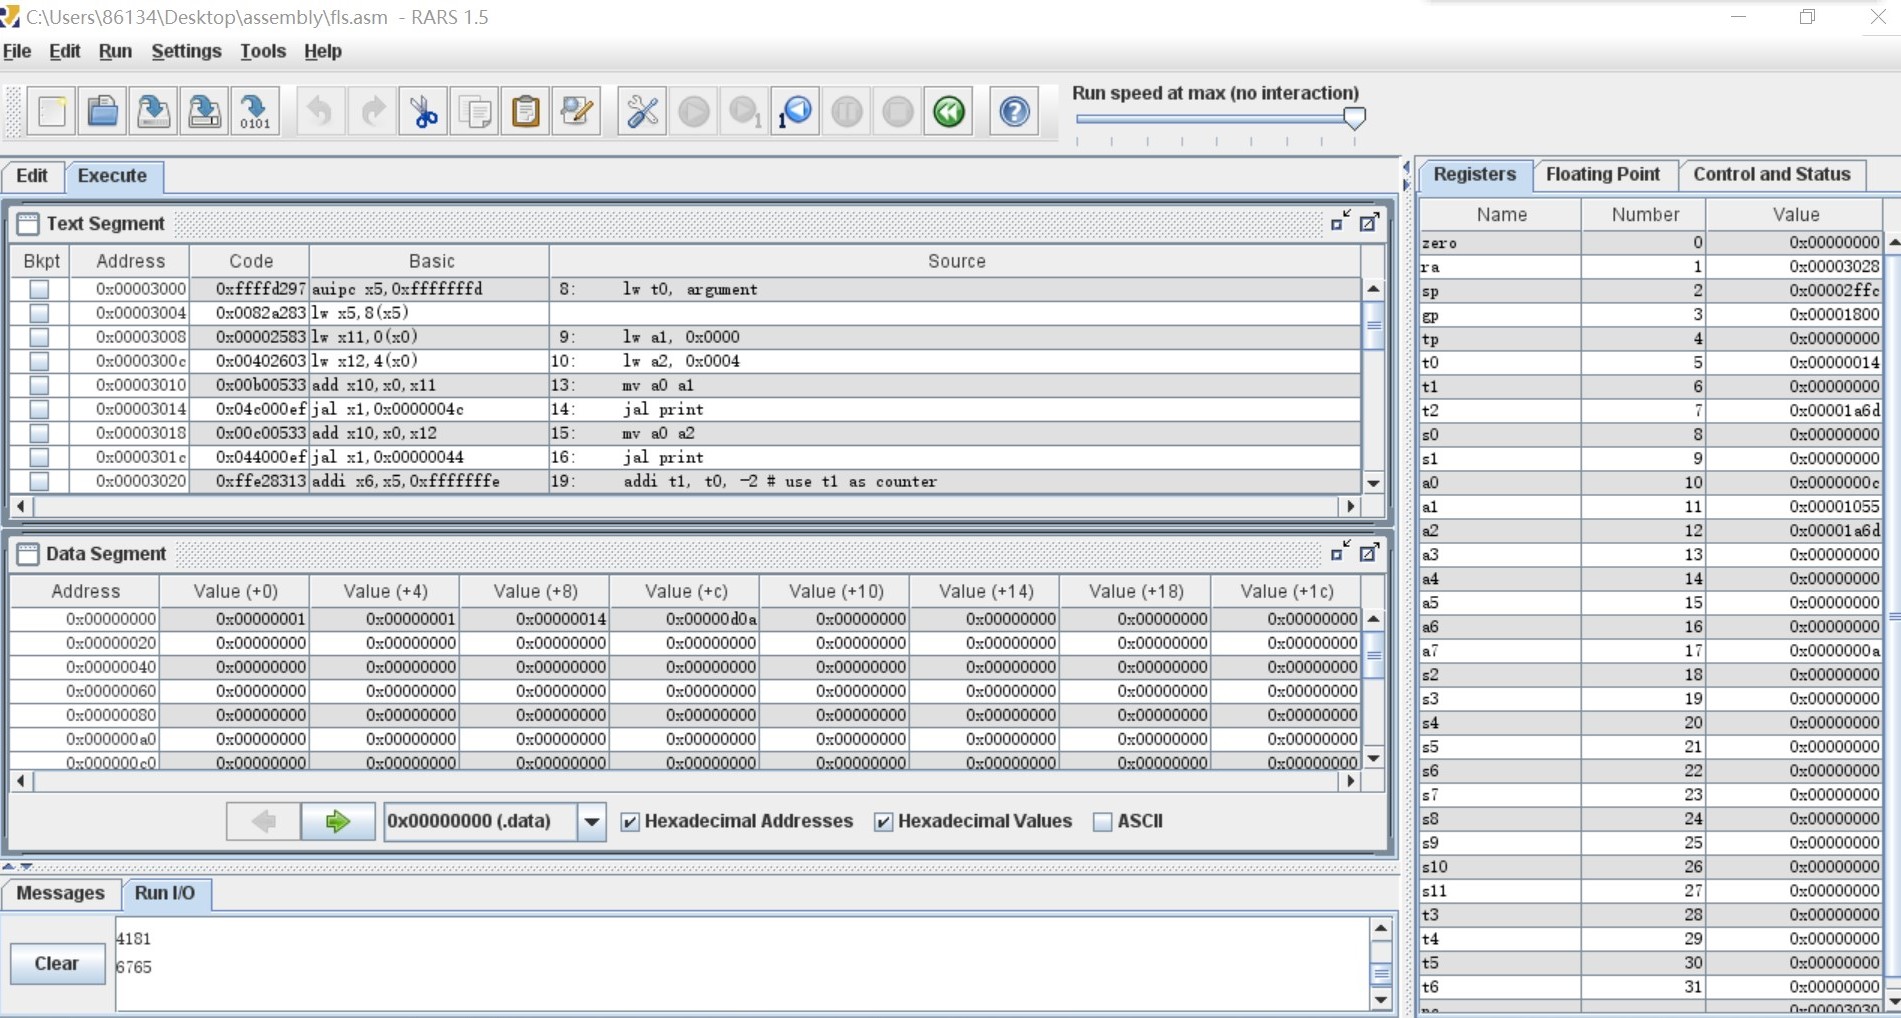 C:\Users\86134\Desktop\assembly\fls.asm - RARS 1.5
File Edit Run Settings Tools Help
Run speed at max (no interaction)
0101
1
1
Edit Execute
Text Segment
Bkpt Address Code Basic Source
0x00003000 0xffffd297 auipc x5,0xfffffffd 8: lw t0, argument
0x00003004 0x0082a283 lw x5,8(x5)
0x00003008 0x00002583 lw x11,0(x0) 9: lw a1, 0x0000
0x0000300c 0x00402603 lw x12,4(x0) 10: lw a2, 0x0004
0x00003010 0x00b00533 add x10,x0,x11 13: mv a0 a1
0x00003014 0x04c000ef jal x1,0x0000004c 14: jal print
0x00003018 0x00c00533 add x10,x0,x12 15: mv a0 a2
0x0000301c 0x044000ef jal x1,0x00000044 16: jal print
0x00003020 0xffe28313 addi x6,x5,0xfffffffe 19: addi t1, t0, -2 # use t1 as counter
Data Segment
Address Value (+0) Value (+4) Value (+8) Value (+c) Value (+10) Value (+14) Value (+18) Value (+1c)
0x00000000 0x00000001 0x00000001 0x00000014 0x00000d0a 0x00000000 0x00000000 0x00000000 0x00000000
0x00000020 0x00000000 0x00000000 0x00000000 0x00000000 0x00000000 0x00000000 0x00000000 0x00000000
0x00000040 0x00000000 0x00000000 0x00000000 0x00000000 0x00000000 0x00000000 0x00000000 0x00000000
0x00000060 0x00000000 0x00000000 0x00000000 0x00000000 0x00000000 0x00000000 0x00000000 0x00000000
0x00000080 0x00000000 0x00000000 0x00000000 0x00000000 0x00000000 0x00000000 0x00000000 0x00000000
0x000000a0 0x00000000 0x00000000 0x00000000 0x00000000 0x00000000 0x00000000 0x00000000 0x00000000
0x000000c0 0x00000000 0x00000000 0x00000000 0x00000000 0x00000000 0x00000000 0x00000000 0x00000000
0x00000000 (.data) Hexadecimal Addresses Hexadecimal Values ASCII
Messages Run I/O
Clear
4181
6765
Registers Floating Point Control and Status
Name Number Value
zero 0 0x00000000
ra 1 0x00003028
sp 2 0x00002ffc
gp 3 0x00001800
tp 4 0x00000000
t0 5 0x00000014
t1 6 0x00000000
t2 7 0x00001a6d
s0 8 0x00000000
s1 9 0x00000000
a0 10 0x0000000c
a1 11 0x00001055
a2 12 0x00001a6d
a3 13 0x00000000
a4 14 0x00000000
a5 15 0x00000000
a6 16 0x00000000
a7 17 0x0000000a
s2 18 0x00000000
s3 19 0x00000000
s4 20 0x00000000
s5 21 0x00000000
s6 22 0x00000000
s7 23 0x00000000
s8 24 0x00000000
s9 25 0x00000000
s10 26 0x00000000
s11 27 0x00000000
t3 28 0x00000000
t4 29 0x00000000
t5 30 0x00000000
t6 31 0x00000000
pc 0x00003030